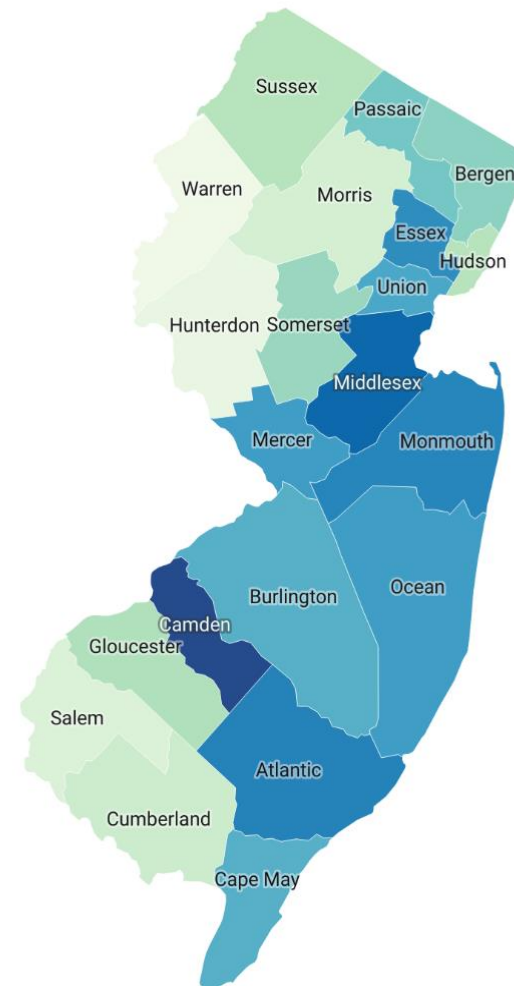 Sussex
Passaic
Bergen
Warren
Morris
Essex
Hudson
Union
Hunterdon
Somerset
Middlesex
Mercer
Monmouth
Ocean
Burlington
Camden
Gloucester
Salem
Atlantic
Cumberland
Cape May